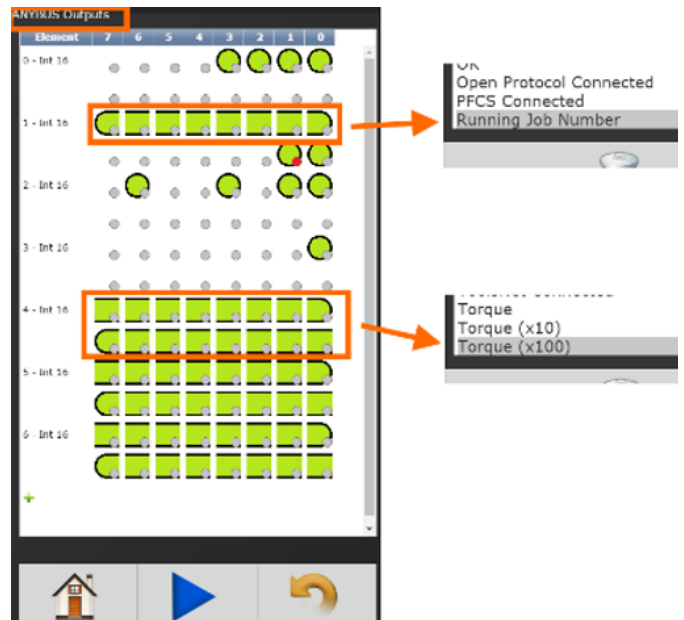 ANYBUS Outputs
Element 7 6 5 4 3 2 1 0
0 - Int 16
1 - Int 16
2 - Int 16
3 - Int 16
4 - Int 16
5 - Int 16
6 - Int 16
OK
Open Protocol Connected
PFCS Connected
Running Job Number
Connected
Torque
Torque (x10)
Torque (x100)